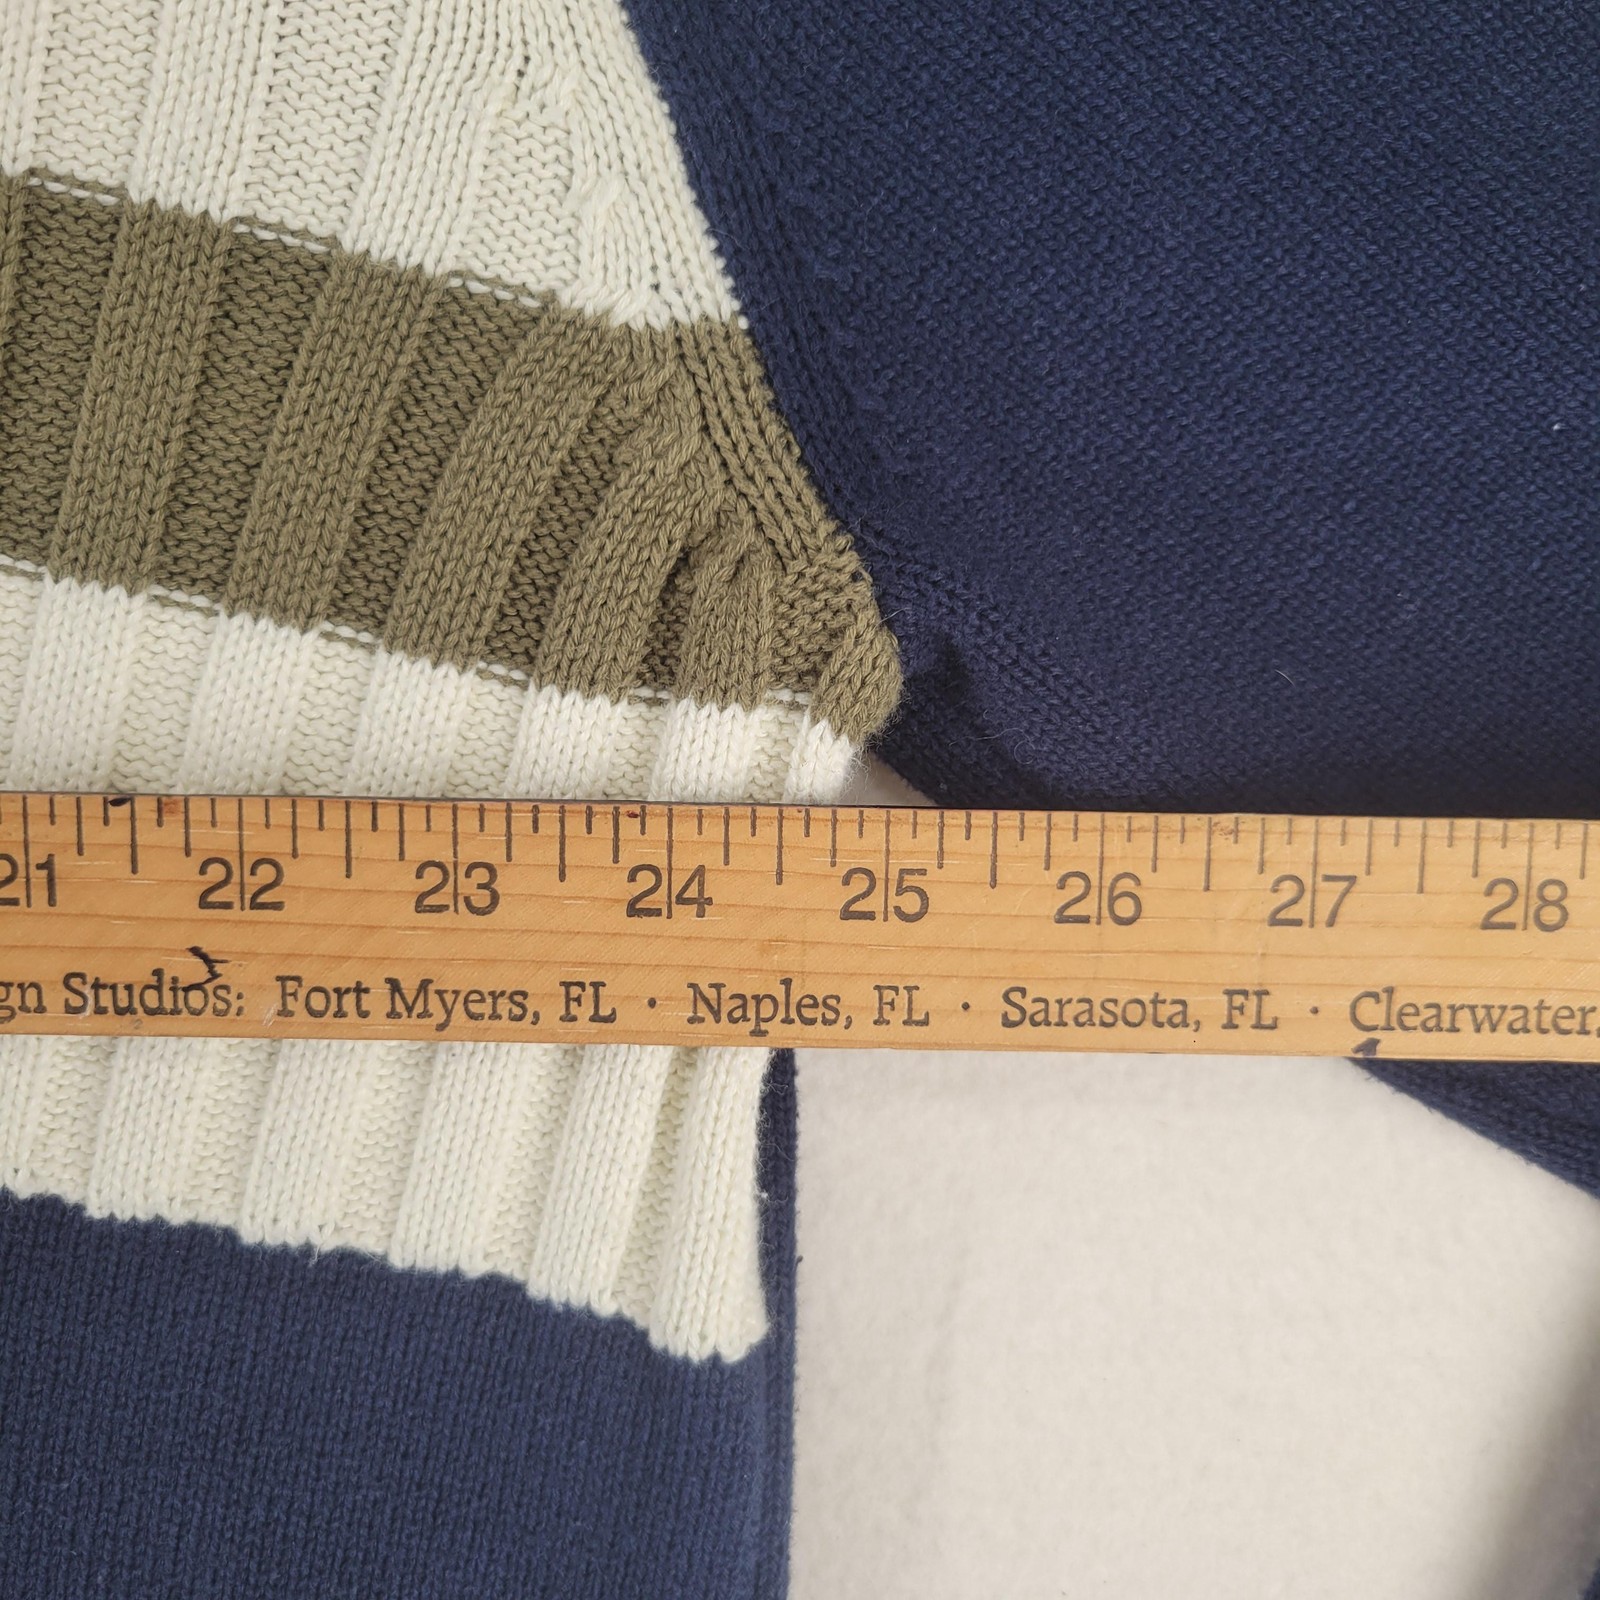 21 22 23 24 25 26 27 28
gn Studios: Fort Myers, FL · Naples, FL · Sarasota, FL · Clearwater,